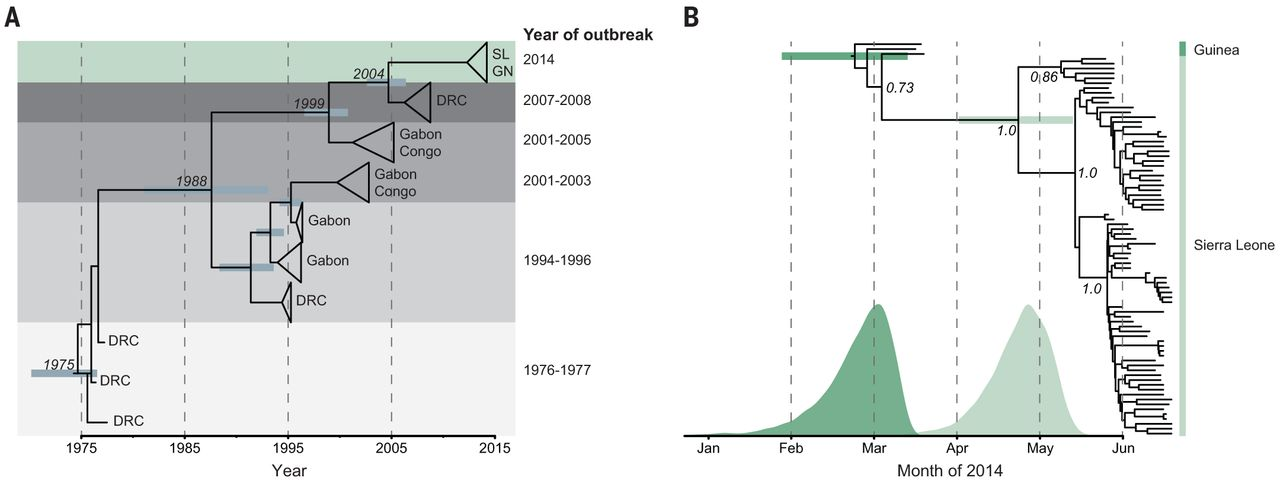 A
Year of outbreak
SL
GN
2014
2004
DRC
2007-2008
1999
Gabon
Congo
2001-2005
Gabon
Congo
2001-2003
1988
Gabon
Gabon
1994-1996
DRC
DRC
1975
DRC
1976-1977
DRC
1975
1985
1995
2005
2015
Year
B
Guinea
0.86
0.73
1.0
1.0
Sierra Leone
1.0
Jan
Feb
Mar
Apr
May
Jun
Month of 2014